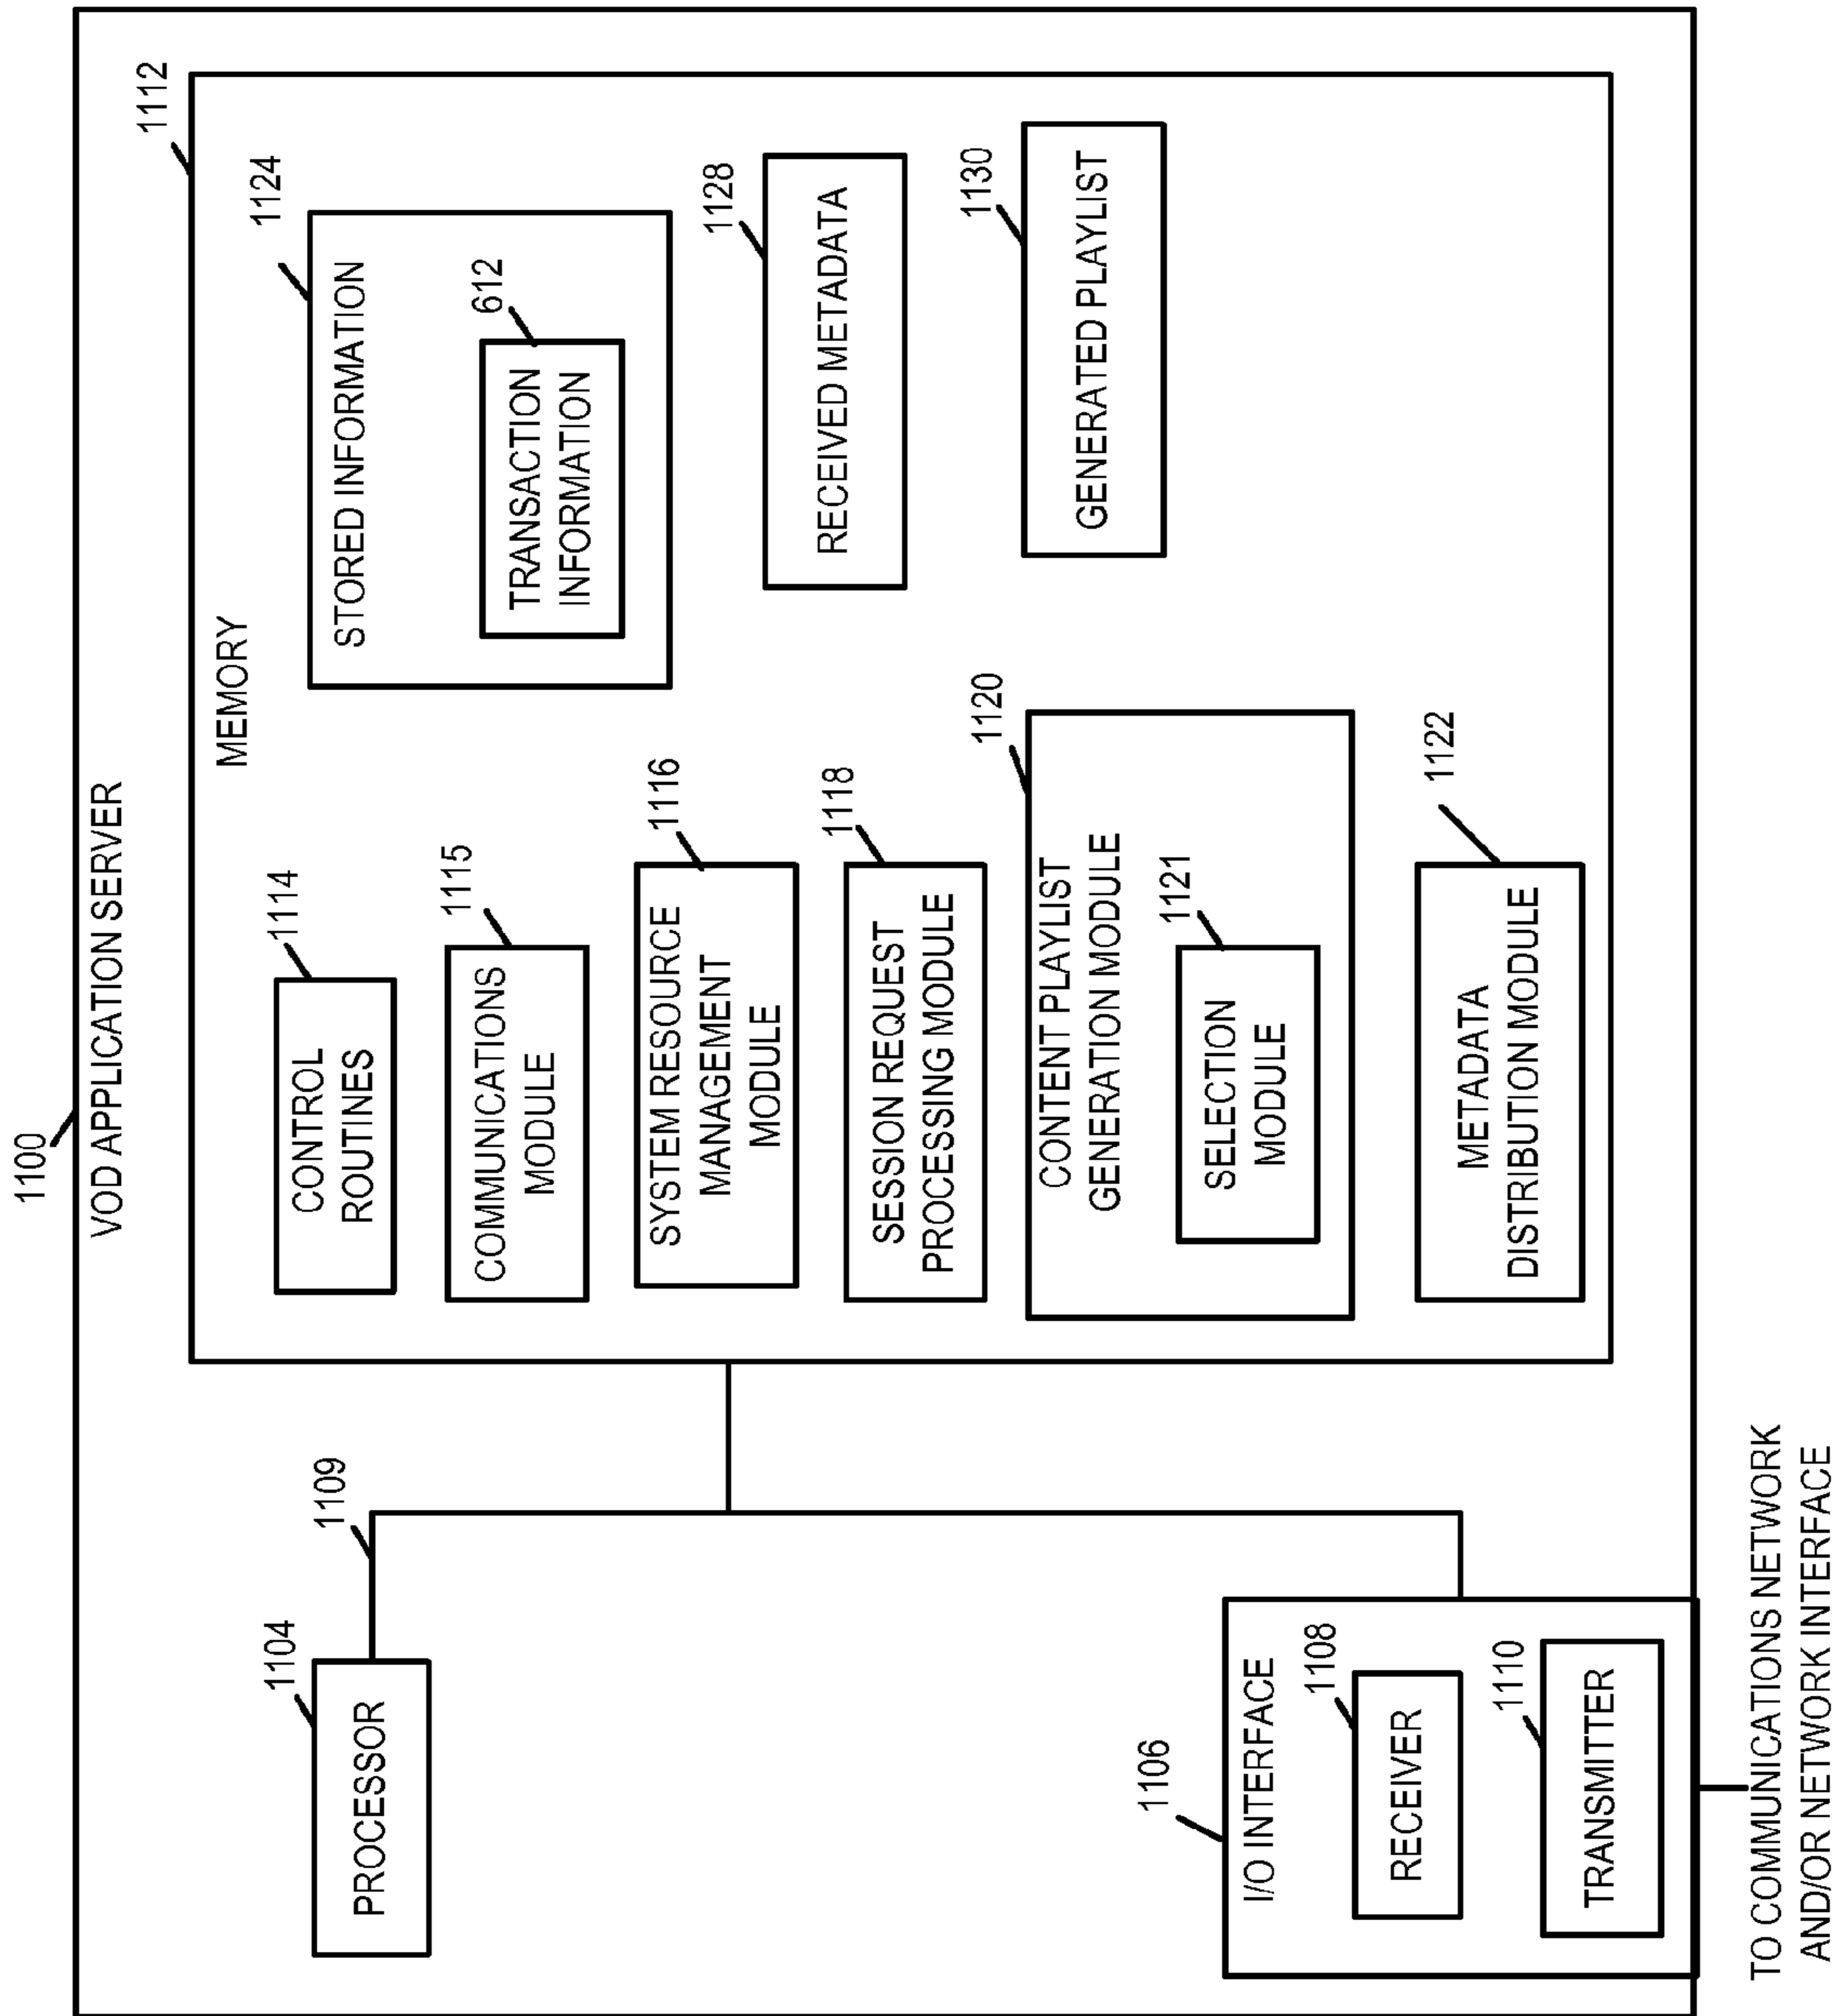 1100
VOD APPLICATION SERVER
1104
PROCESSOR
1109
1106
I/O INTERFACE
1108
RECEIVER
1110
TRANSMITTER
TO COMMUNICATIONS NETWORK
AND/OR NETWORK INTERFACE
1112
MEMORY
1114
CONTROL
ROUTINES
1115
COMMUNICATIONS
MODULE
1116
SYSTEM RESOURCE
MANAGEMENT
MODULE
1118
SESSION REQUEST
PROCESSING MODULE
1120
CONTENT PLAYLIST
GENERATION MODULE
1121
SELECTION
MODULE
1122
METADATA
DISTRIBUTION MODULE
1124
STORED INFORMATION
612
TRANSACTION
INFORMATION
1128
RECEIVED METADATA
1130
GENERATED PLAYLIST